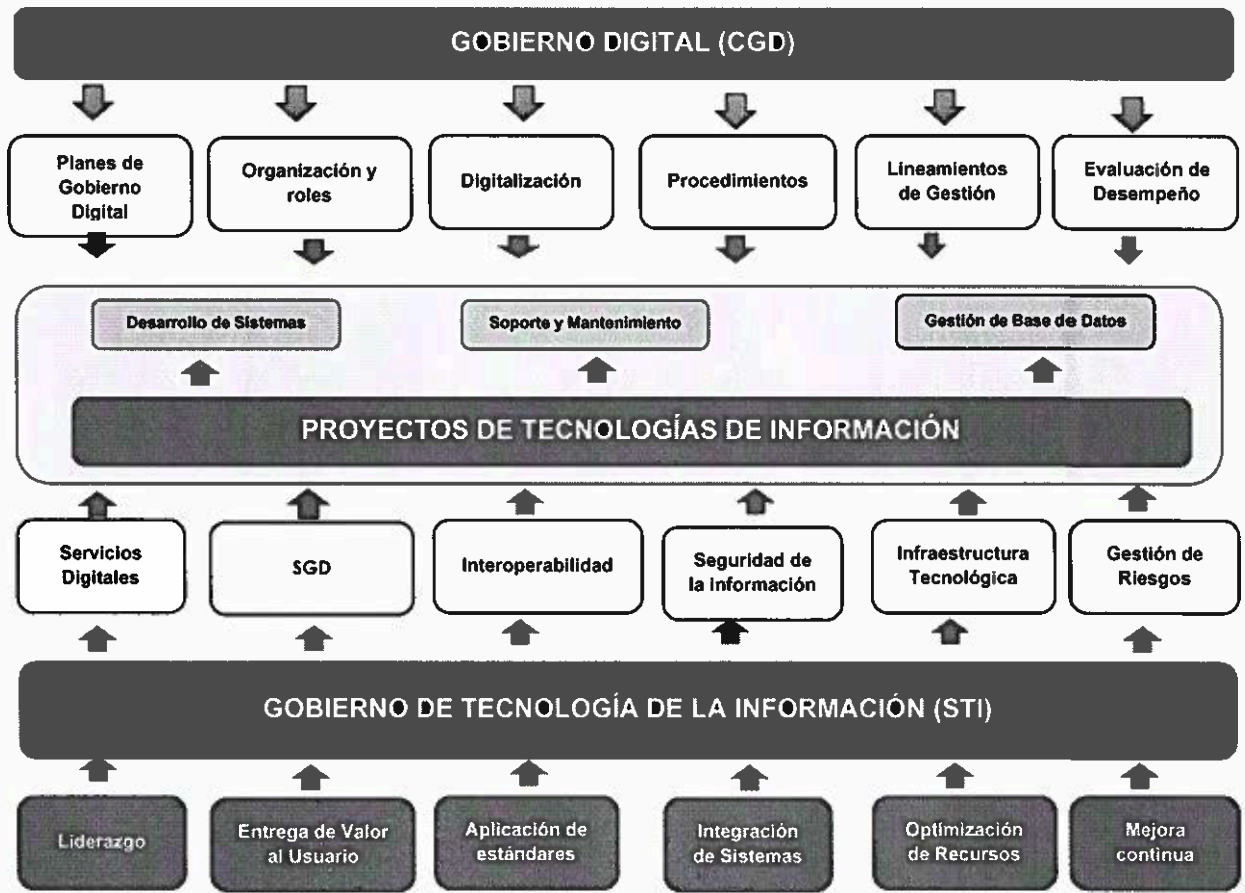 GOBIERNO DIGITAL (CGD)
Planes de
Gobierno
Digital
Organización y
roles
Digitalización
Procedimientos
Lineamientos
de Gestión
Evaluación de
Desempeño
Desarrollo de Sistemas
Soporte y Mantenimiento
Gestión de Base de Datos
PROYECTOS DE TECNOLOGÍAS DE INFORMACIÓN
Servicios
Digitales
SGD
Interoperabilidad
Seguridad de
la información
Infraestructura
Tecnológica
Gestión de
Riesgos
GOBIERNO DE TECNOLOGÍA DE LA INFORMACIÓN (STI)
Liderazgo
Entrega de Valor
al Usuario
Aplicación de
estándares
Integración
de Sistemas
Optimización
de Recursos
Mejora
continua